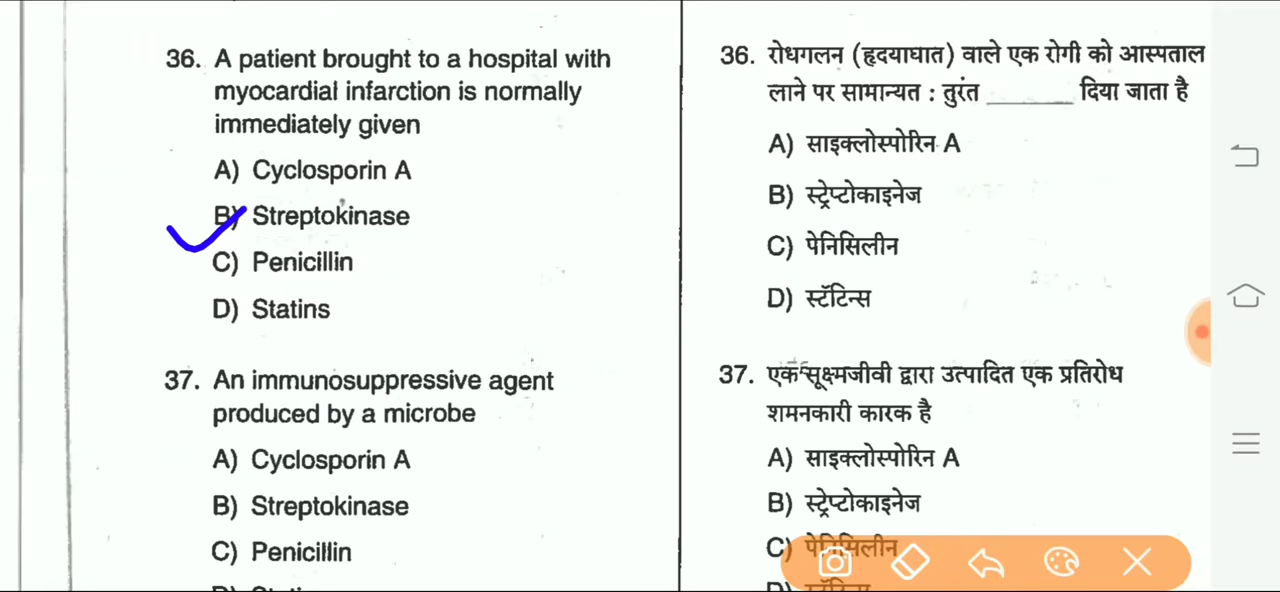 36. A patient brought to a hospital with
myocardial infarction is normally
immediately given
A) Cyclosporin A
B) Streptokinase
C) Penicillin
D) Statins
37. An immunosuppressive agent
produced by a microbe
A) Cyclosporin A
B) Streptokinase
C) Penicillin
36. रोधगलन (हृदयाघात) वाले एक रोगी को आस्पताल
लाने पर सामान्यत : तुरंत ________ दिया जाता है
A) साइक्लोस्पोरिन A
B) स्ट्रेप्टोकाइनेज
C) पेनिसिलीन
D) स्टॅटिन्स
37. एक सूक्ष्मजीवी द्वारा उत्पादित एक प्रतिरोध
शमनकारी कारक है
A) साइक्लोस्पोरिन A
B) स्ट्रेप्टोकाइनेज
C) पेनिसिलीन